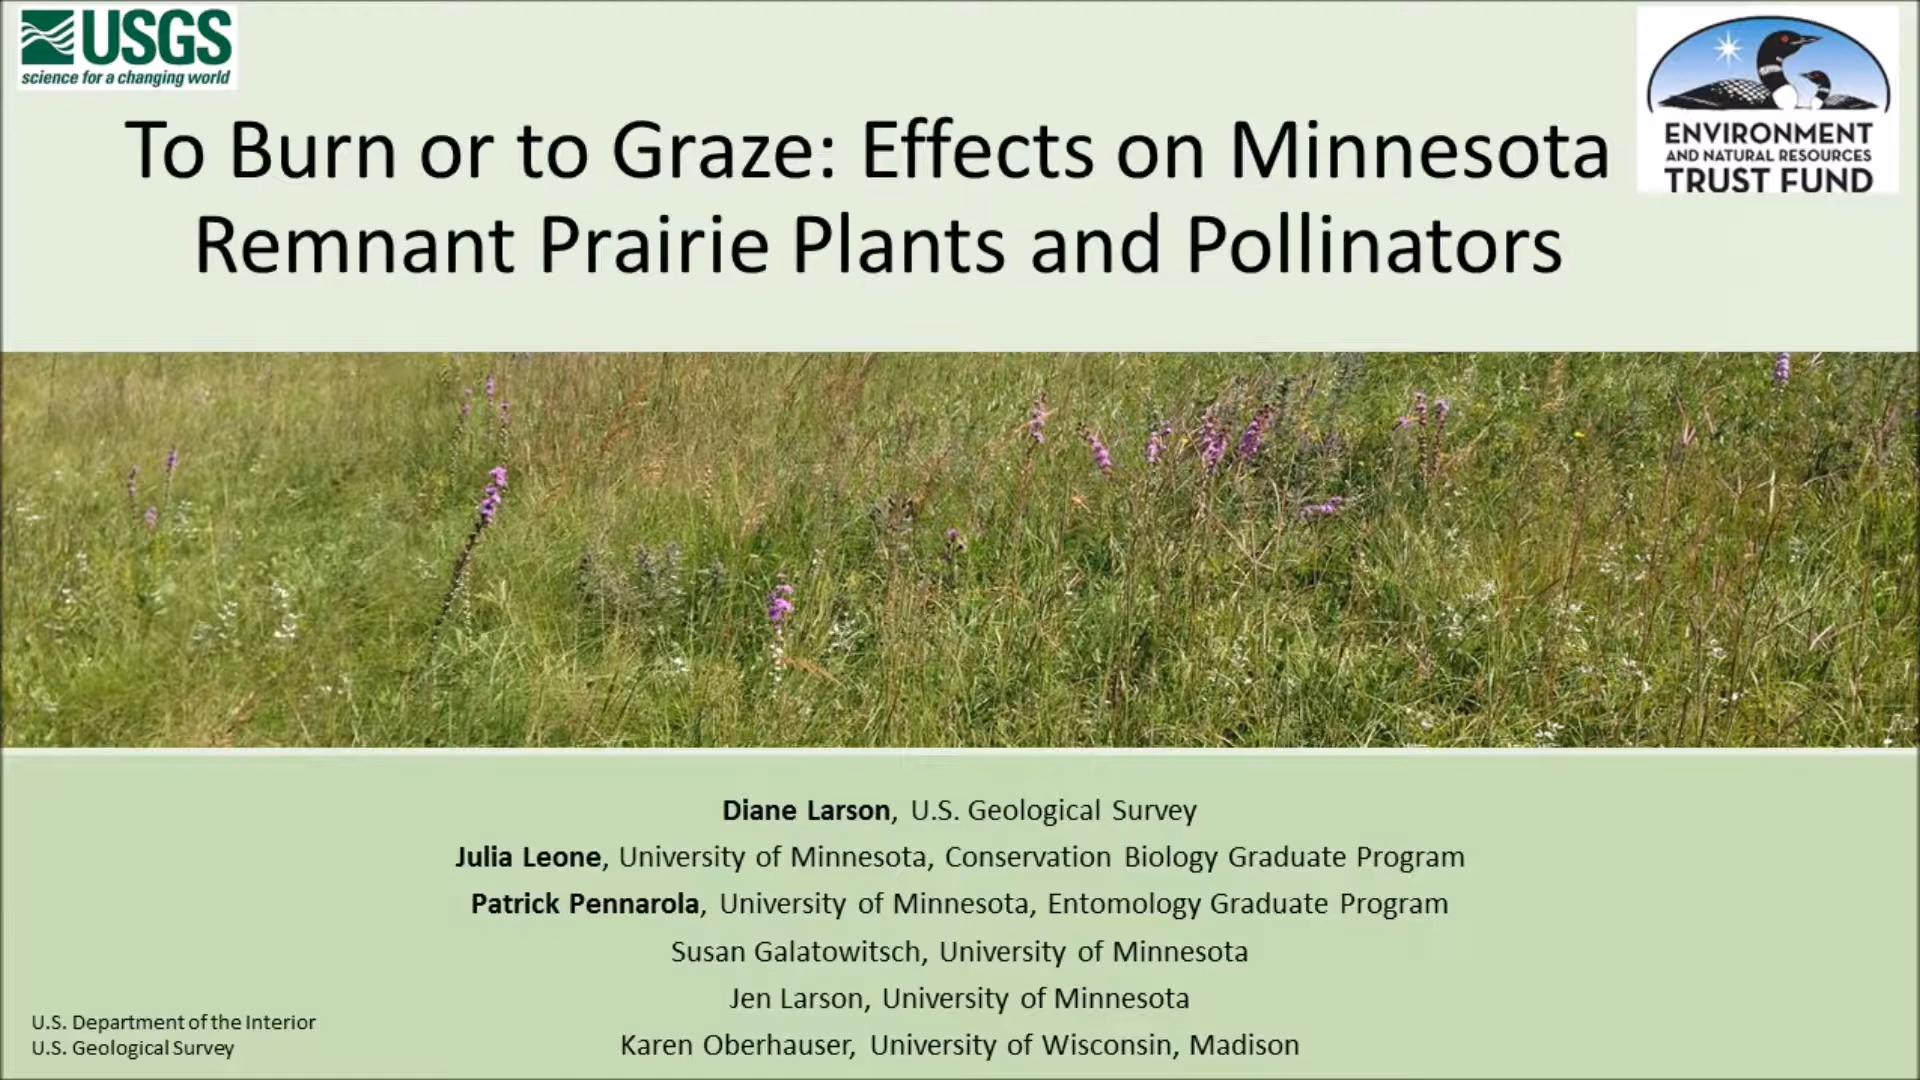 USGS
science for a changing world
ENVIRONMENT
AND NATURAL RESOURCES
TRUST FUND
To Burn or to Graze: Effects on Minnesota
Remnant Prairie Plants and Pollinators
Diane Larson, U.S. Geological Survey
Julia Leone, University of Minnesota, Conservation Biology Graduate Program
Patrick Pennarola, University of Minnesota, Entomology Graduate Program
Susan Galatowitsch, University of Minnesota
Jen Larson, University of Minnesota
Karen Oberhauser, University of Wisconsin, Madison
U.S. Department of the Interior
U.S. Geological Survey